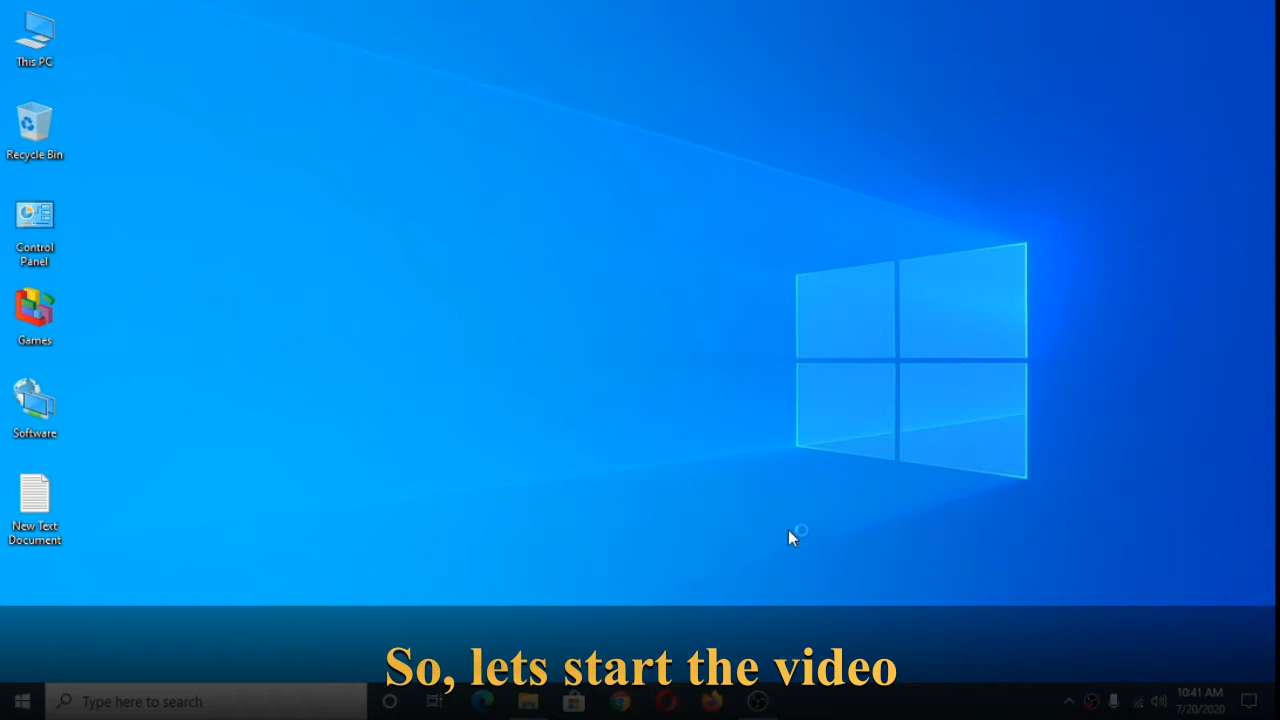 This PC
Recycle Bin
Control
Panel
Games
Software
New Text
Document
So, lets start the video
Type here to search
10:41 AM
7/20/2020